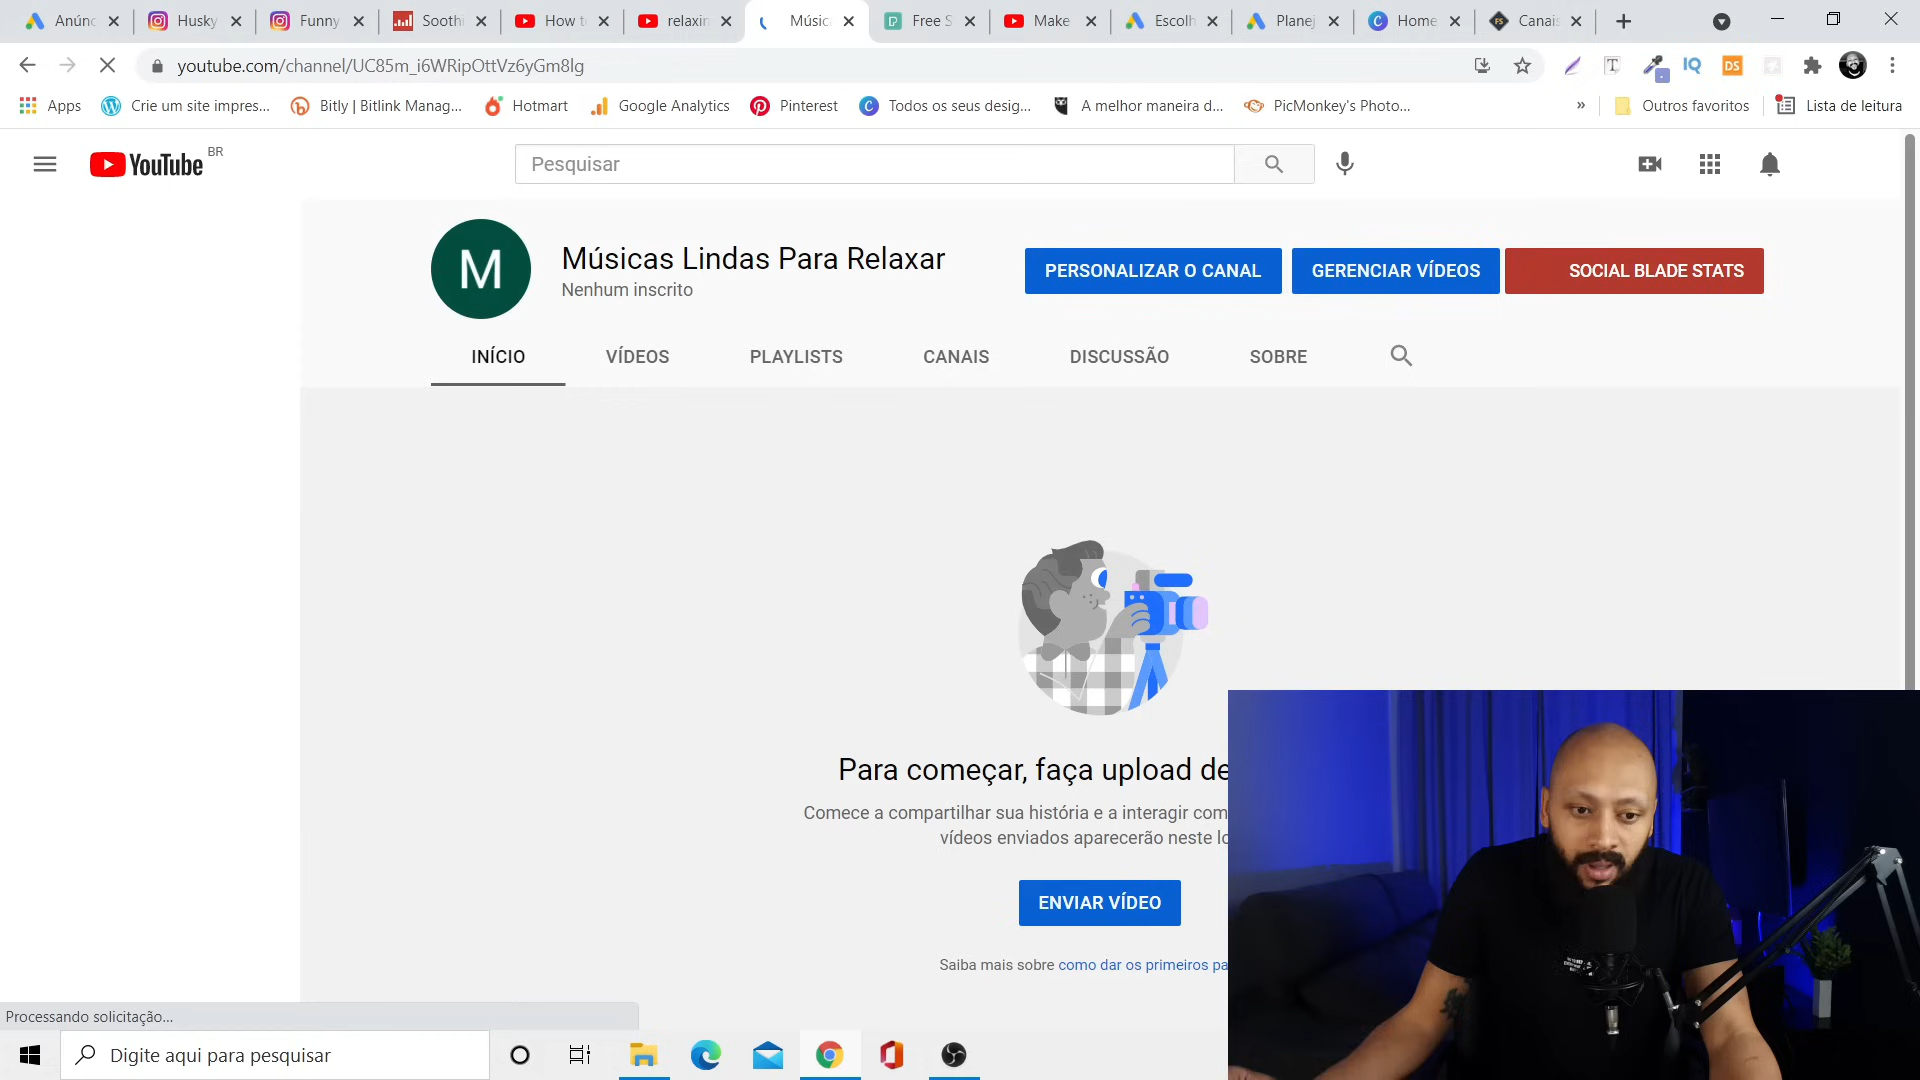 Anúnc
Husky
Funny
Soothi
How to
relaxin
Música
Free S
Make
Escolh
Planej
Home
Canais
youtube.com/channel/UC85m_i6WRipOttVz6yGm8lg
Apps
Crie um site impres...
Bitly | Bitlink Manag...
Hotmart
Google Analytics
Pinterest
Todos os seus desig...
A melhor maneira d...
PicMonkey's Photo...
»
Outros favoritos
Lista de leitura
YouTube BR
Pesquisar
M
Músicas Lindas Para Relaxar
Nenhum inscrito
PERSONALIZAR O CANAL
GERENCIAR VÍDEOS
SOCIAL BLADE STATS
INÍCIO
VÍDEOS
PLAYLISTS
CANAIS
DISCUSSÃO
SOBRE
Para começar, faça upload de
Comece a compartilhar sua história e a interagir com
vídeos enviados aparecerão neste lo
ENVIAR VÍDEO
Saiba mais sobre como dar os primeiros pa
Processando solicitação...
Digite aqui para pesquisar